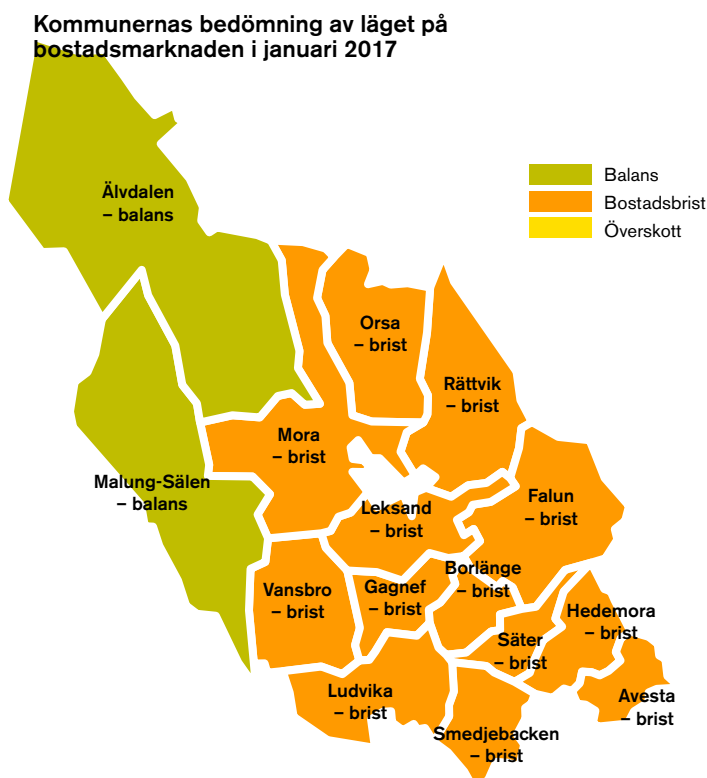 Kommunernas bedömning av läget på
bostadsmarknaden i januari 2017
Balans
Bostadsbrist
Överskott
Älvdalen
– balans
Orsa
– brist
Rättvik
– brist
Mora
– brist
Malung-Sälen
– balans
Leksand
– brist
Falun
– brist
Vansbro
– brist
Gagnef
– brist
Borlänge
– brist
Hedemora
– brist
Säter
– brist
Ludvika
– brist
Avesta
– brist
Smedjebacken
– brist